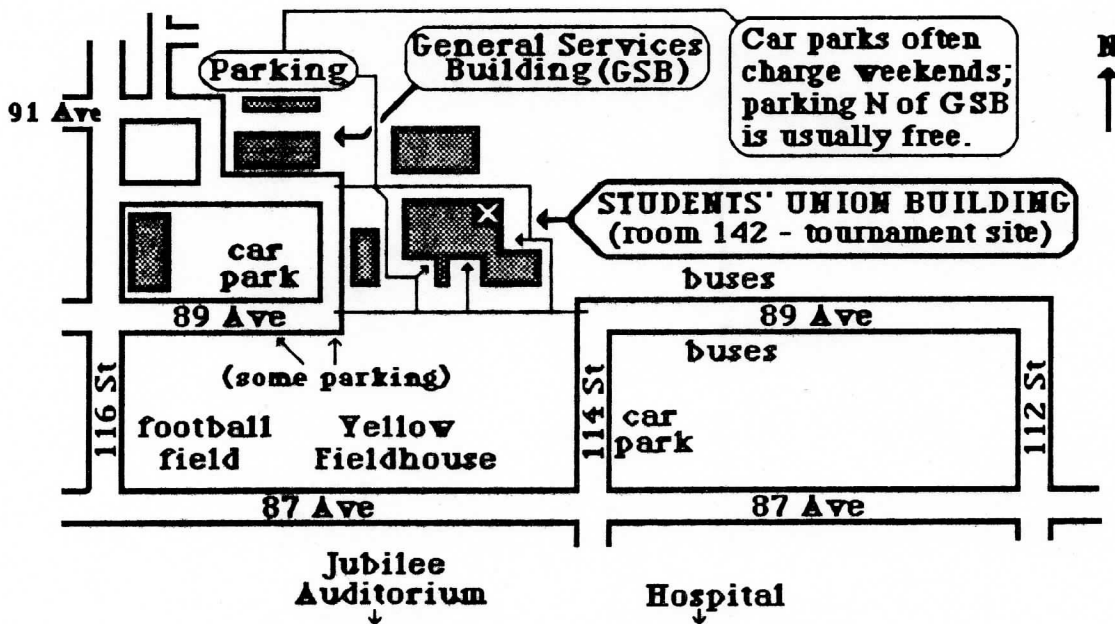 Parking
General Services
Building (GSB)
Car parks often
charge weekends;
parking N of GSB
is usually free.
N
91 Ave
STUDENTS' UNION BUILDING
(room 142 - tournament site)
car
park
buses
89 Ave
89 Ave
buses
(some parking)
116 St
football
field
Yellow
Fieldhouse
114 St
car
park
112 St
87 Ave
87 Ave
Jubilee
Auditorium
Hospital